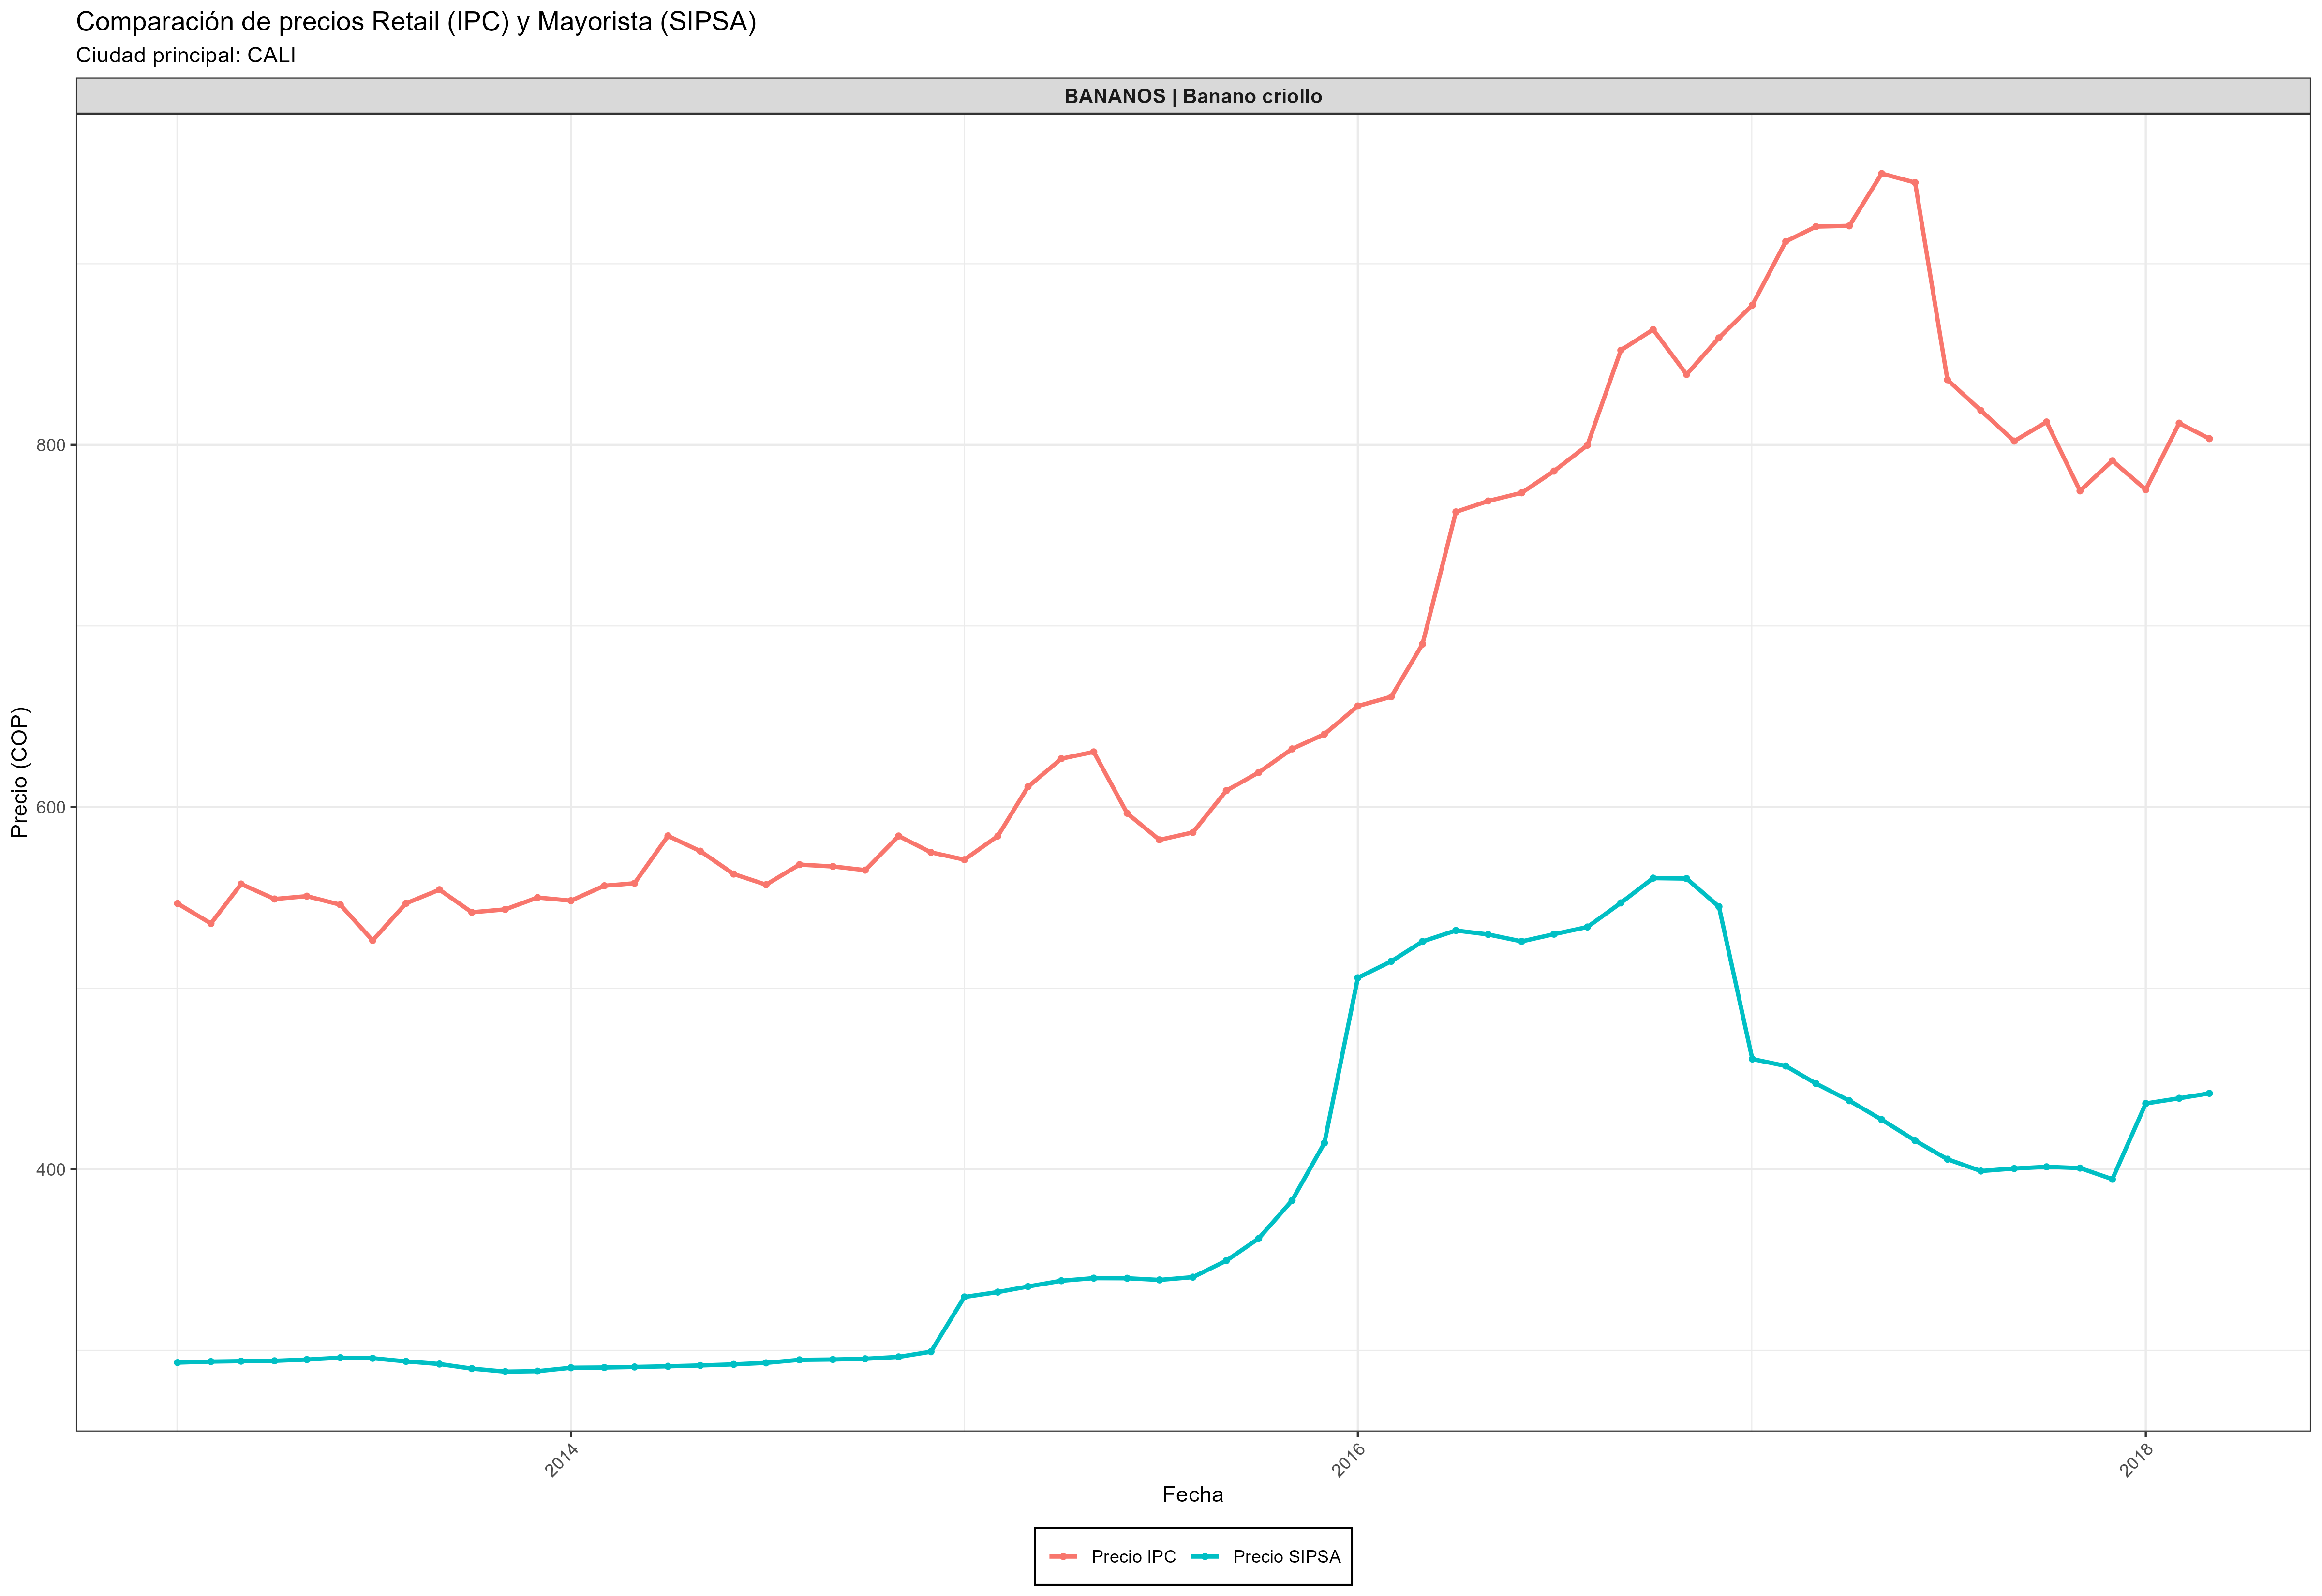 Comparación de precios Retail (IPC) y Mayorista (SIPSA)
Ciudad principal: CALI
BANANOS | Banano criollo
Precio (COP)
800
600
400
2014
2016
2018
Fecha
Precio IPC
Precio SIPSA